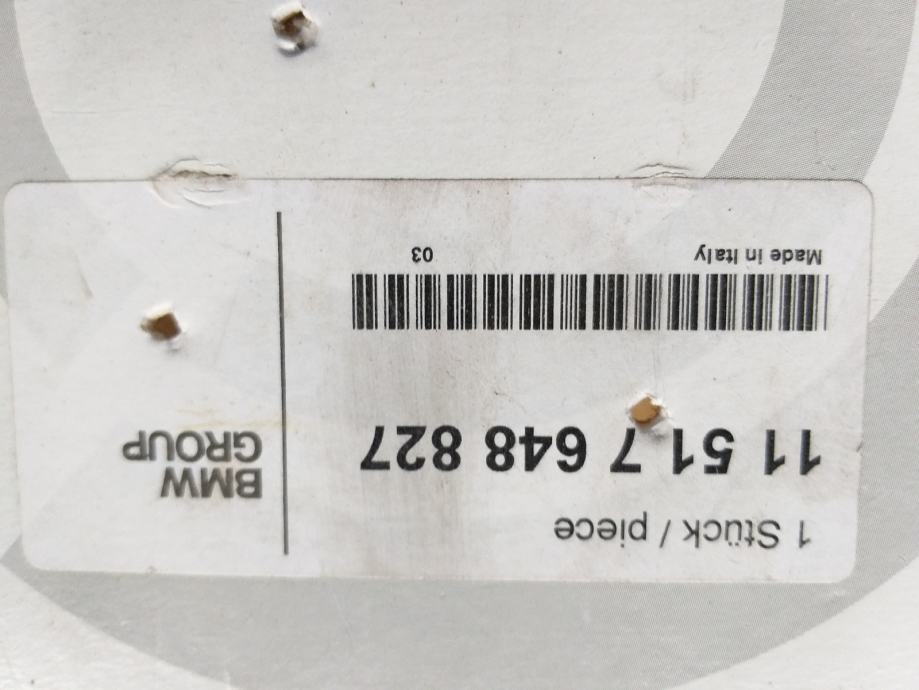 1 Stück / piece
11 51 7 648 827
Made in Italy 03
BMW
GROUP